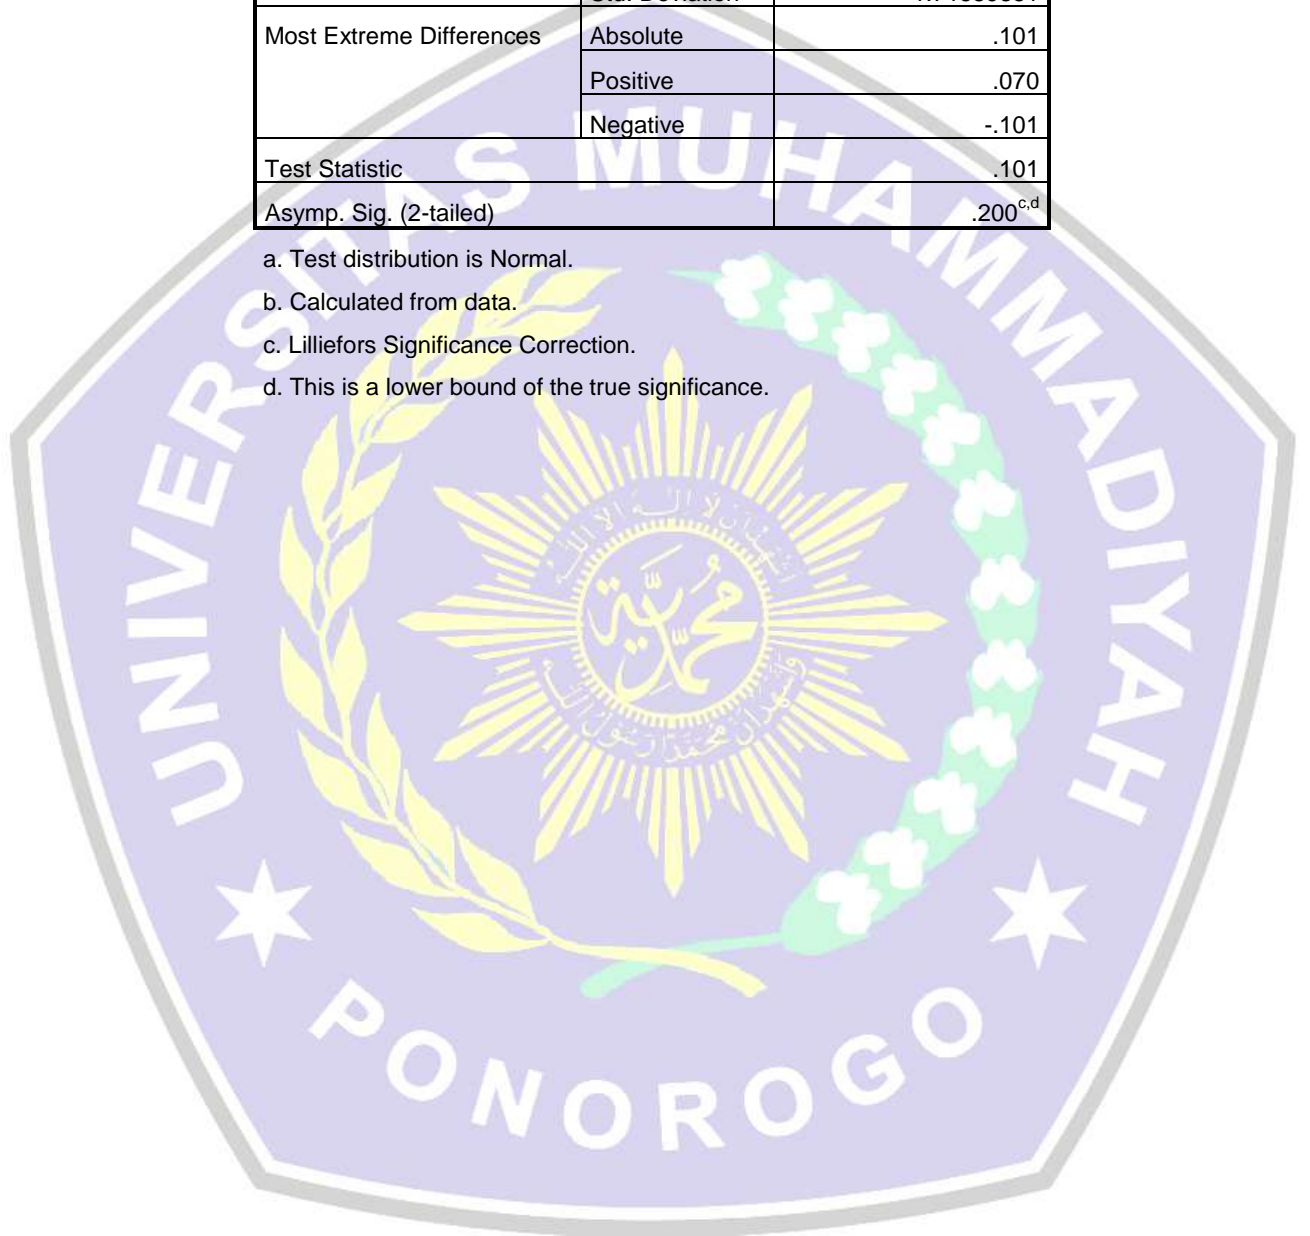 Most Extreme Differences Absolute .101
Positive .070
Negative -.101
Test Statistic .101
Asymp. Sig. (2-tailed) .200c,d
a. Test distribution is Normal.
b. Calculated from data.
c. Lilliefors Significance Correction.
d. This is a lower bound of the true significance.
UNIVERSITAS MUHAMMADIYAH
محمدية
PONOROGO